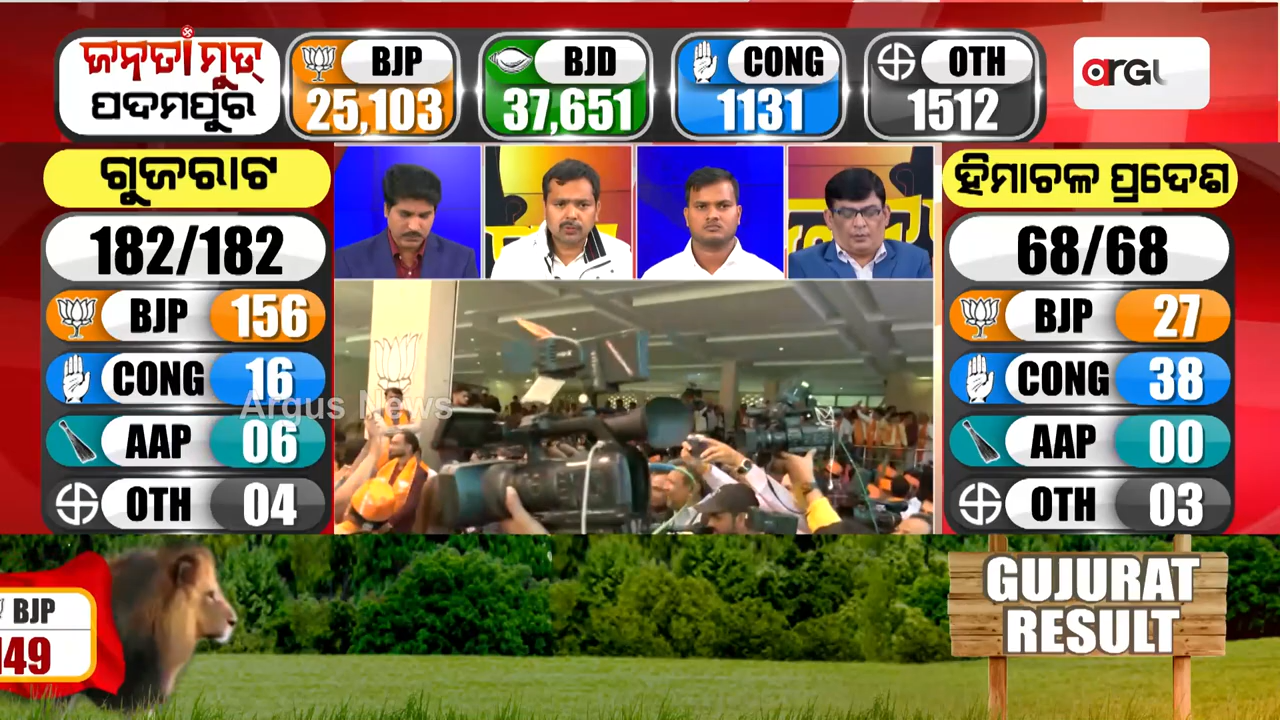 ଜନତା ମୁଡ୍
ପଦମପୁର
BJP
25,103
BJD
37,651
CONG
1131
OTH
1512
ଗୁଜରାଟ
182/182
BJP 156
CONG 16
AAP 06
OTH 04
Argus News
ହିମାଚଳ ପ୍ରଦେଶ
68/68
BJP 27
CONG 38
AAP 00
OTH 03
BJP
149
GUJURAT
RESULT